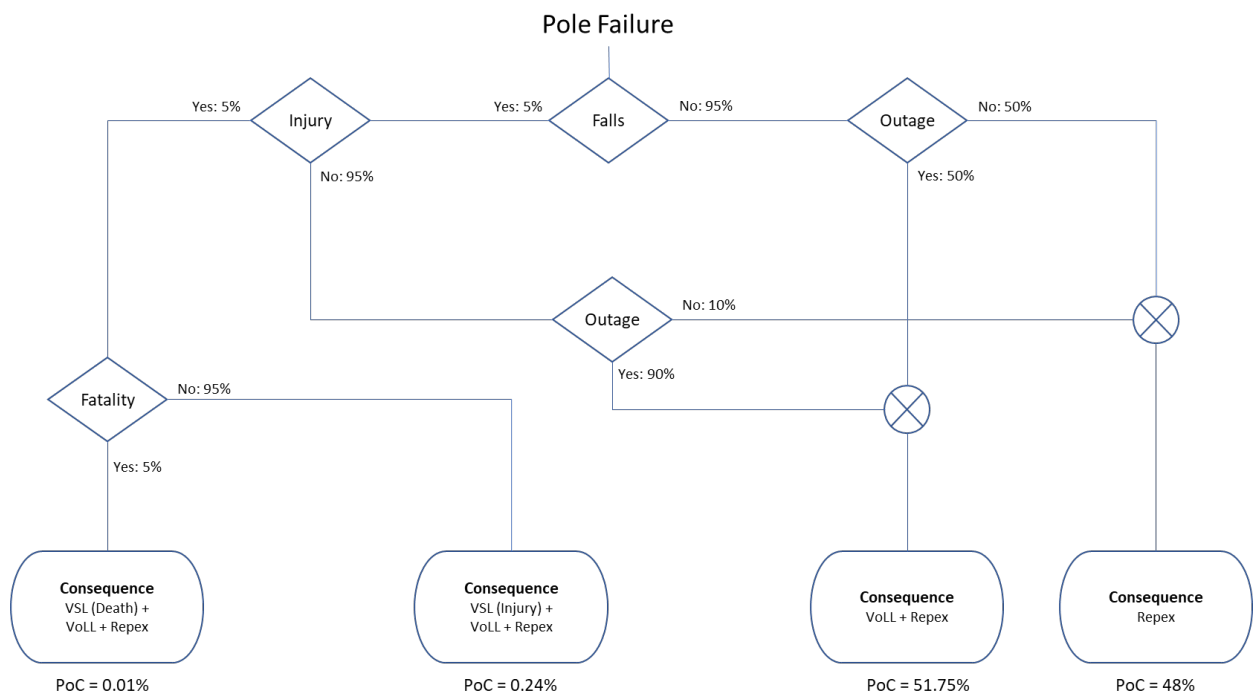 Pole Failure
Yes: 5%
Injury
Yes: 5%
Falls
No: 95%
Outage
No: 50%
No: 95%
Yes: 50%
Outage
No: 10%
Yes: 90%
Fatality
No: 95%
Yes: 5%
Consequence
VSL (Death) +
VoLL + Repex
PoC = 0.01%
Consequence
VSL (Injury) +
VoLL + Repex
PoC = 0.24%
Consequence
VoLL + Repex
PoC = 51.75%
Consequence
Repex
PoC = 48%